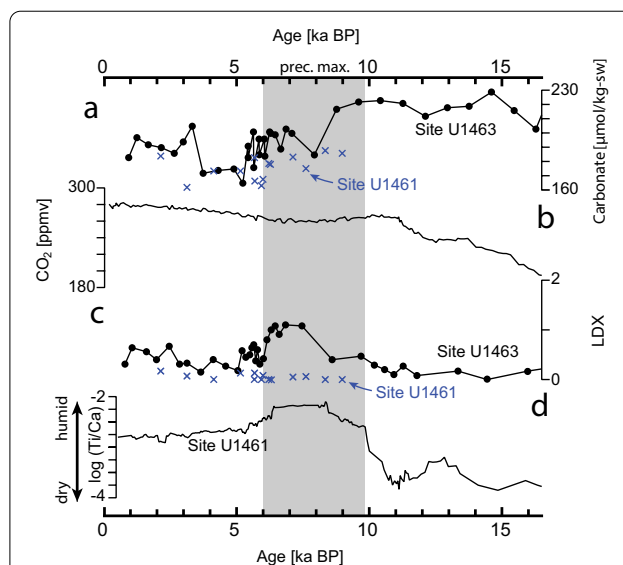 Age [ka BP]
0 5 10 15
prec. max.
a
230
Site U1463
Carbonate [μmol/kg-sw]
Site U1461
160
300
b
CO2 [ppmv]
180
2
c
LDX
1
Site U1463
0
Site U1461
d
-2
humid
log (Ti/Ca)
Site U1461
dry
-4
0 5 10 15
Age [ka BP]